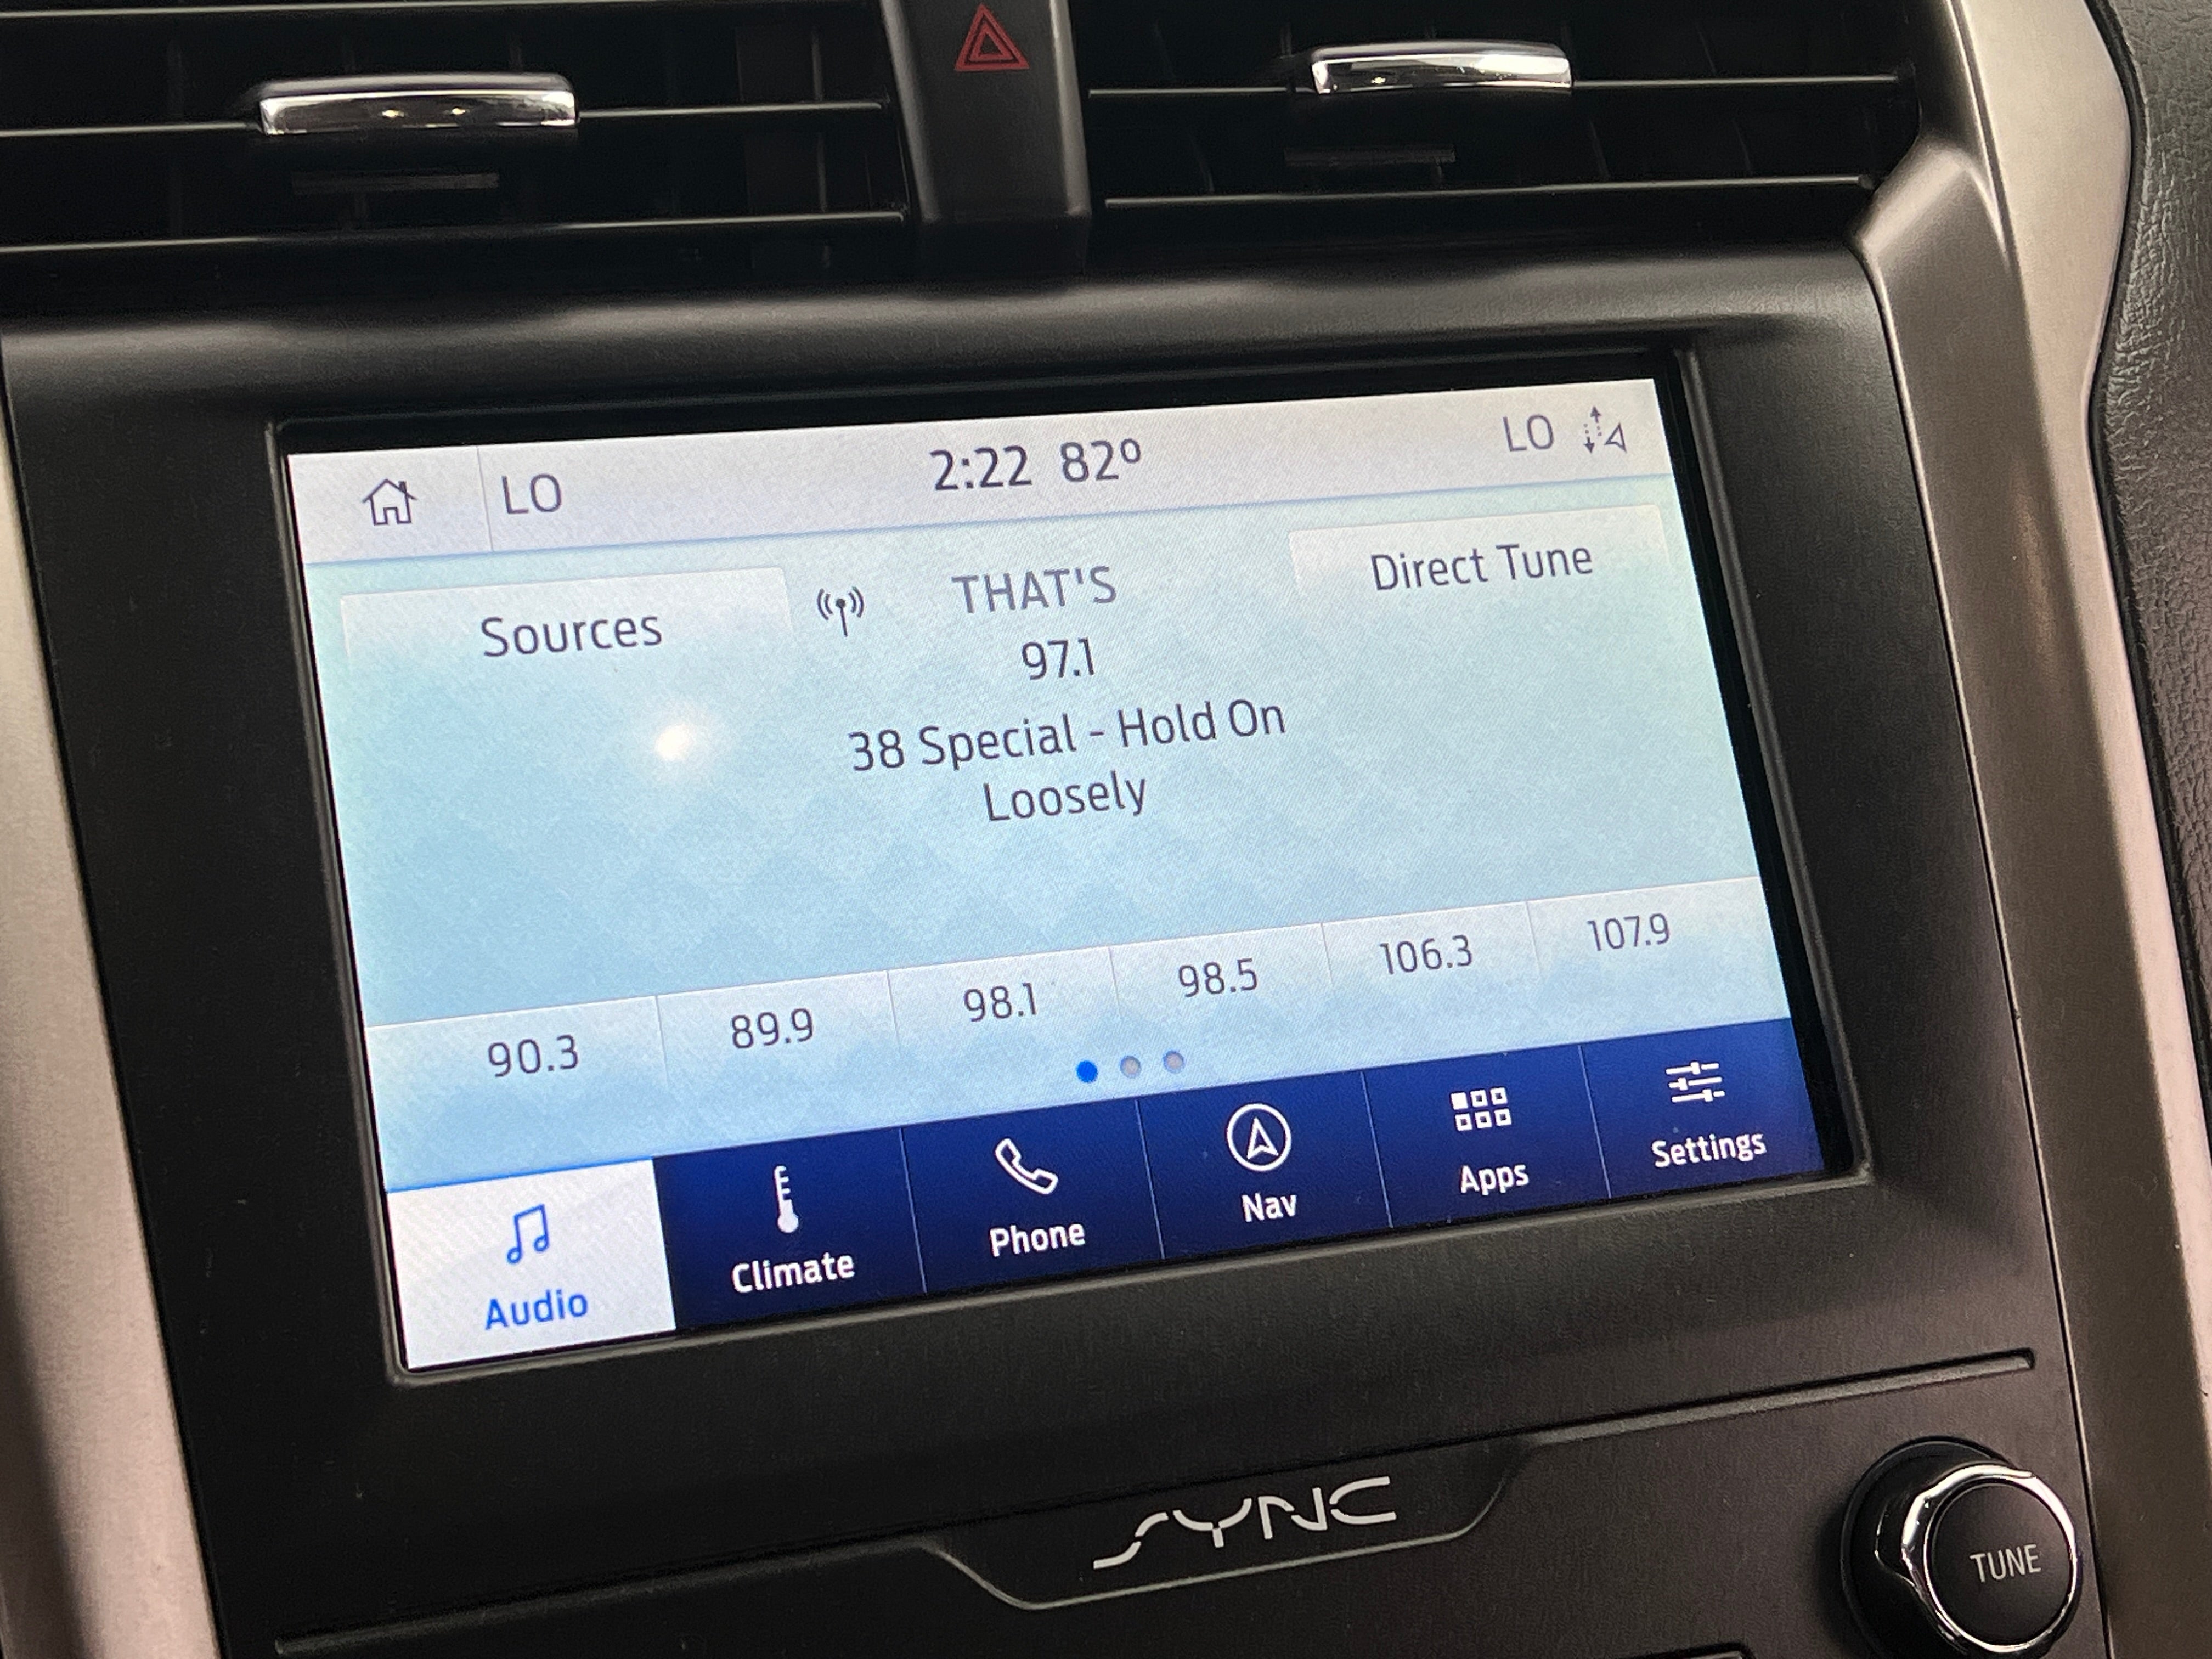 LO 2:22 82° LO
Sources THAT'S Direct Tune
97.1
38 Special - Hold On
Loosely
90.3 89.9 98.1 98.5 106.3 107.9
Audio Climate Phone Nav Apps Settings
SYNC
TUNE